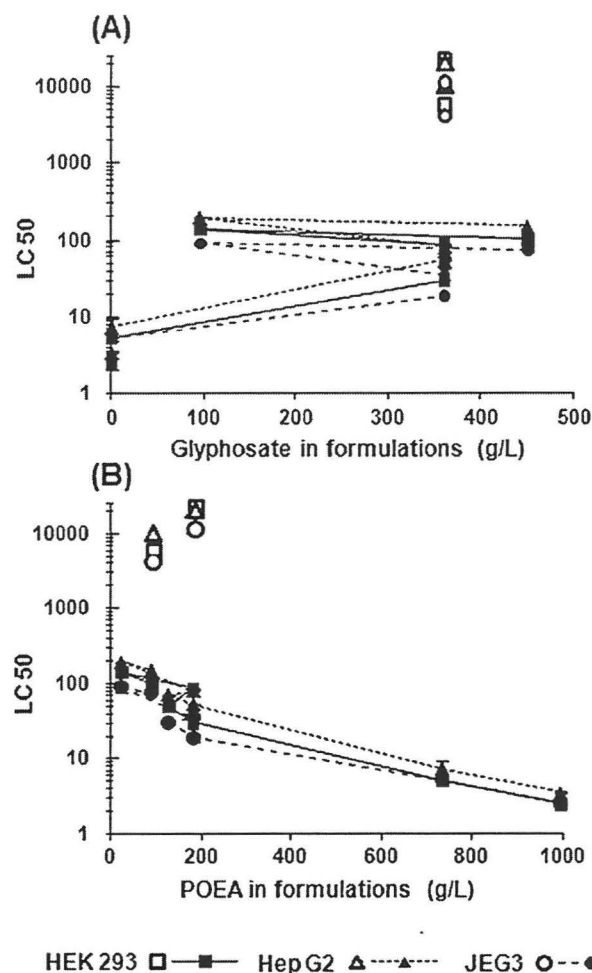 (A)
10000
1000
100
10
1
LC 50
0 100 200 300 400 500
Glyphosate in formulations (g/L)
(B)
10000
1000
100
10
1
LC 50
0 200 400 600 800 1000
POEA in formulations (g/L)
HEK 293 Hep G2 JEG3